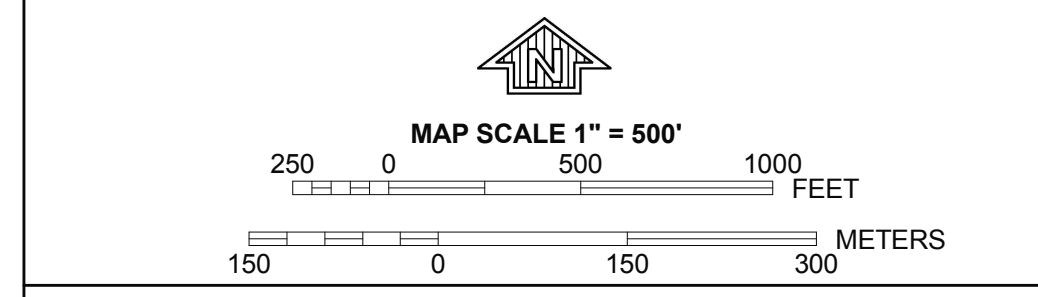 N
MAP SCALE 1" = 500'
250 0 500 1000
FEET
METERS
150 0 150 300